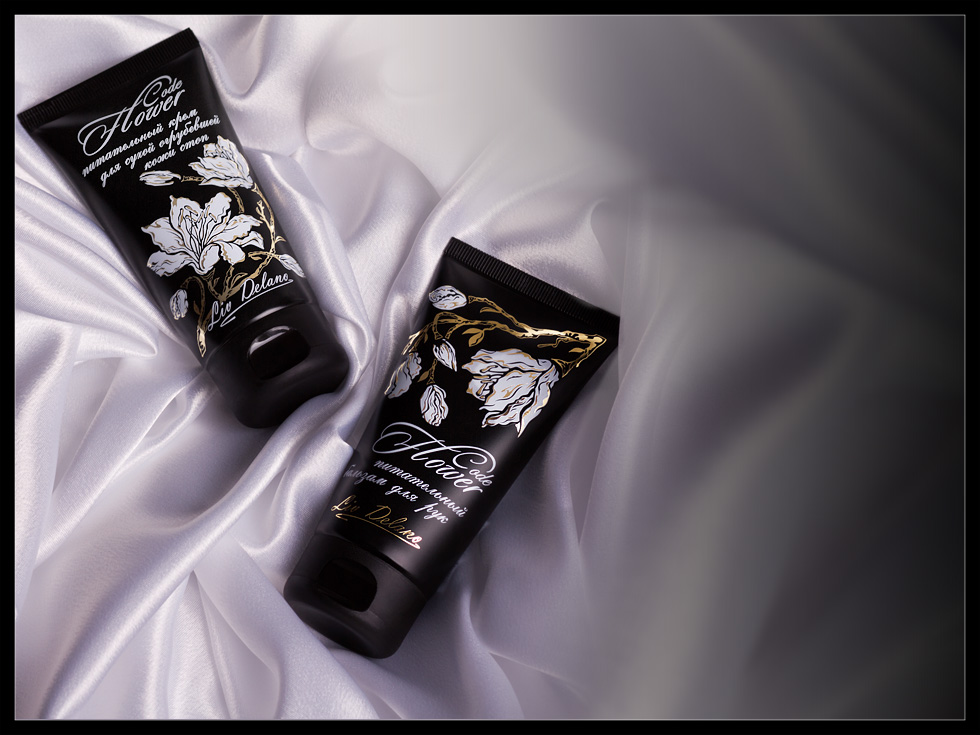 Flower Code
питательный крем
для сухой огрубевшей
кожи стоп
Liv Delano
Flower Code
питательный
бальзам для рук
Liv Delano